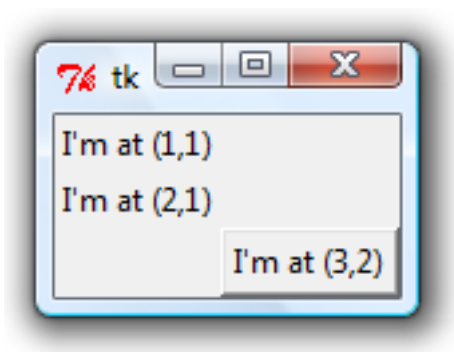 tk
I'm at (1,1)
I'm at (2,1)
I'm at (3,2)